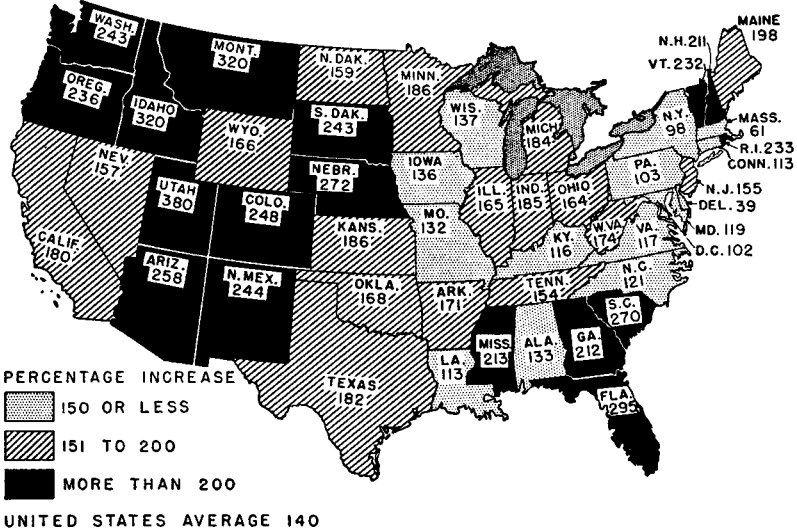 WASH.
243
MONT.
320
N. DAK.
159
MINN.
186
MAINE
198
N.H. 211
VT. 232
OREG.
236
IDAHO
320
WYO.
166
S. DAK.
243
WIS.
137
MICH.
184
N.Y.
98
MASS.
61
R.I. 233
CONN. 113
NEV.
157
UTAH
380
COLO.
248
NEBR.
272
IOWA
136
ILL.
165
IND.
185
OHIO
164
PA.
103
N.J. 155
DEL. 39
MD. 119
D.C. 102
CALIF.
180
ARIZ.
258
N. MEX.
244
KANS.
186
MO.
132
KY.
116
W.VA.
174
VA.
117
OKLA.
168
ARK.
171
TENN.
154
N.C.
121
S.C.
270
TEXAS
182
LA.
113
MISS.
213
ALA.
133
GA.
212
FLA.
295
PERCENTAGE INCREASE
150 OR LESS
151 TO 200
MORE THAN 200
UNITED STATES AVERAGE 140